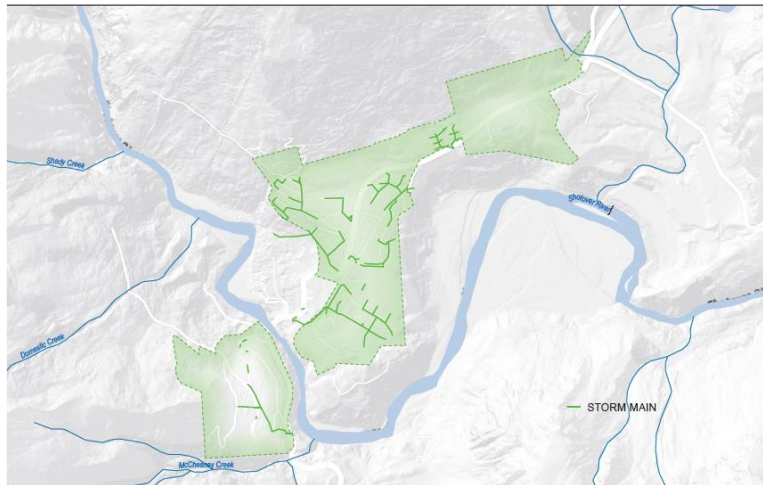 Shady Creek
Shotover River
Domestic Creek
STORM MAIN
McChesney Creek